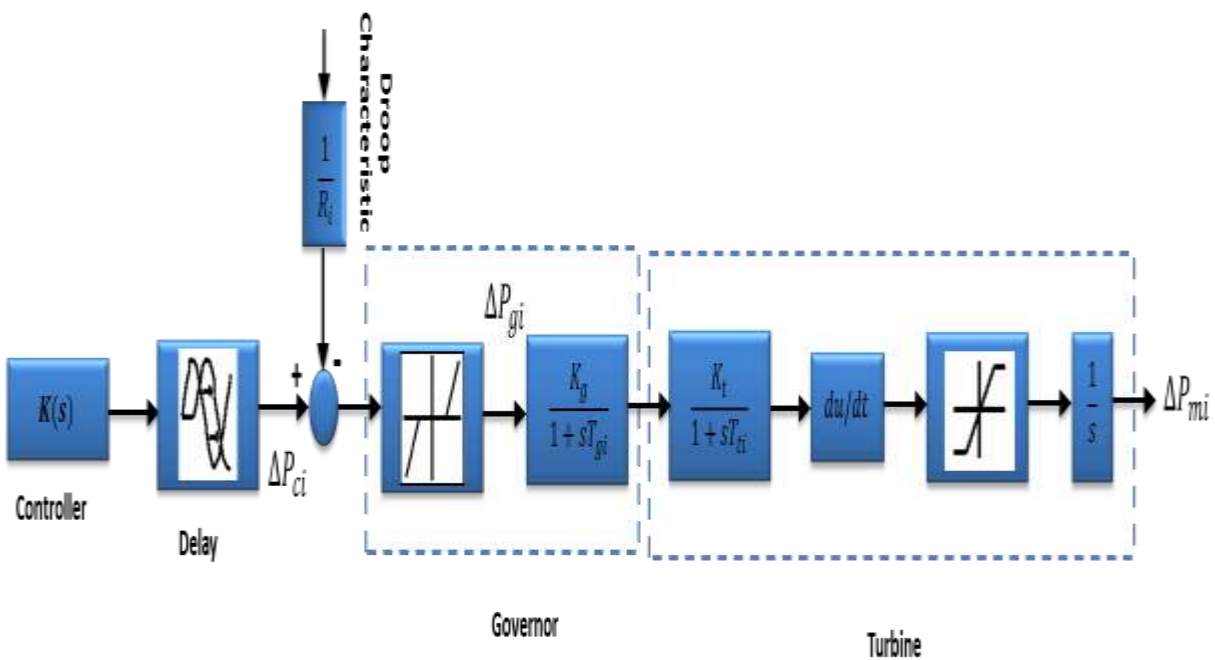 Droop
Characteristic
1
R_i
ΔP_gi
K(s)
+
-
K_g
1+sT_gi
K_t
1+sT_ti
du/dt
1
s
ΔP_mi
ΔP_ci
Controller
Delay
Governor
Turbine